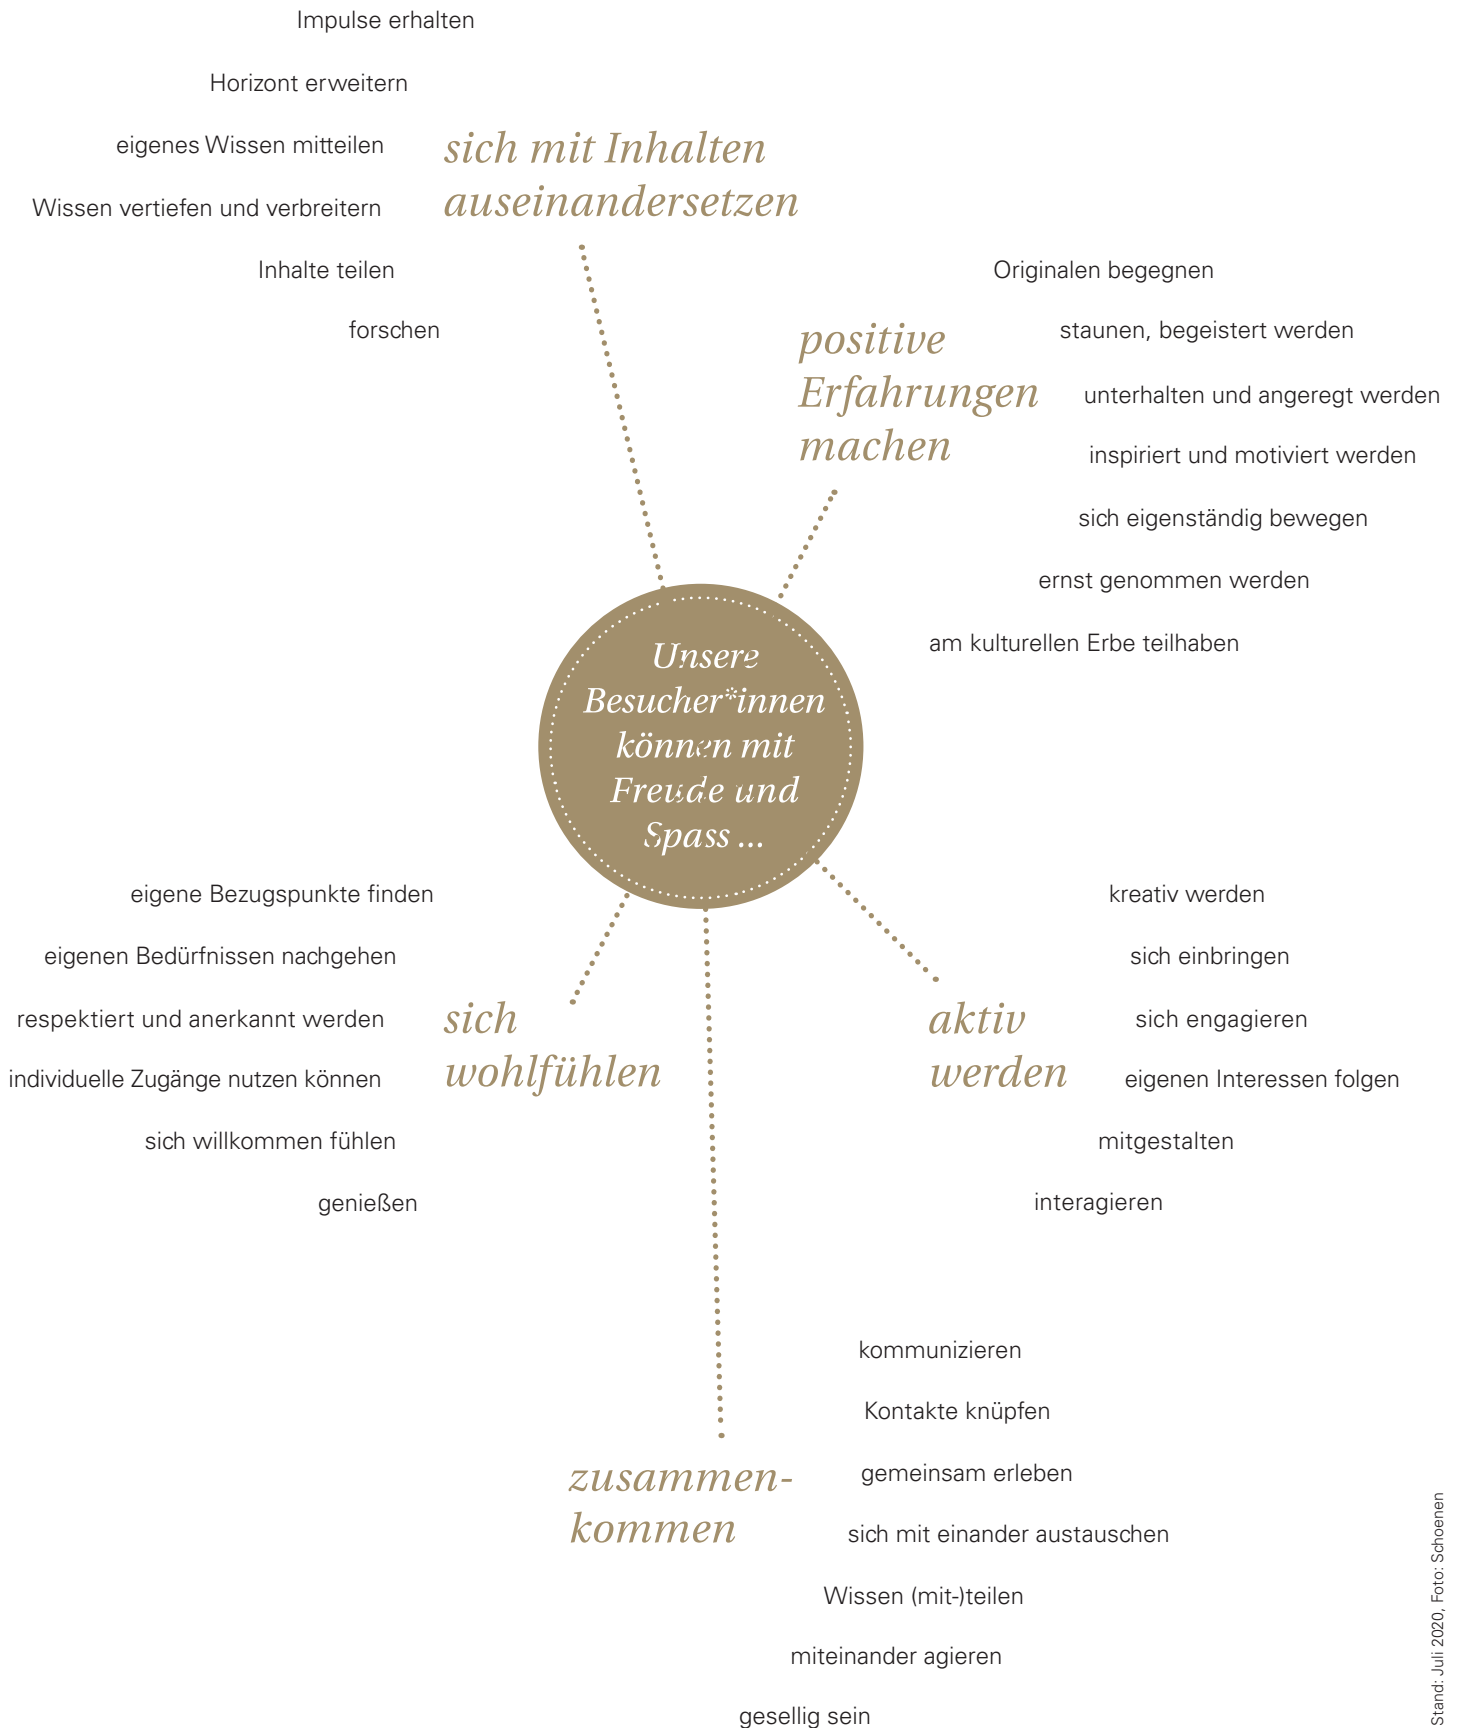 Impulse erhalten
Horizont erweitern
eigenes Wissen mitteilen
Wissen vertiefen und verbreitern
Inhalte teilen
forschen
sich mit Inhalten
auseinandersetzen
positive
Erfahrungen
machen
Originalen begegnen
staunen, begeistert werden
unterhalten und angeregt werden
inspiriert und motiviert werden
sich eigenständig bewegen
ernst genommen werden
am kulturellen Erbe teilhaben
Unsere
Besucher*innen
können mit
Freude und
Spass ...
eigene Bezugspunkte finden
eigenen Bedürfnissen nachgehen
respektiert und anerkannt werden
individuelle Zugänge nutzen können
sich willkommen fühlen
genießen
sich
wohlfühlen
aktiv
werden
kreativ werden
sich einbringen
sich engagieren
eigenen Interessen folgen
mitgestalten
interagieren
zusammen-
kommen
kommunizieren
Kontakte knüpfen
gemeinsam erleben
sich mit einander austauschen
Wissen (mit-)teilen
miteinander agieren
gesellig sein
Stand: Juli 2020, Foto: Schoenen